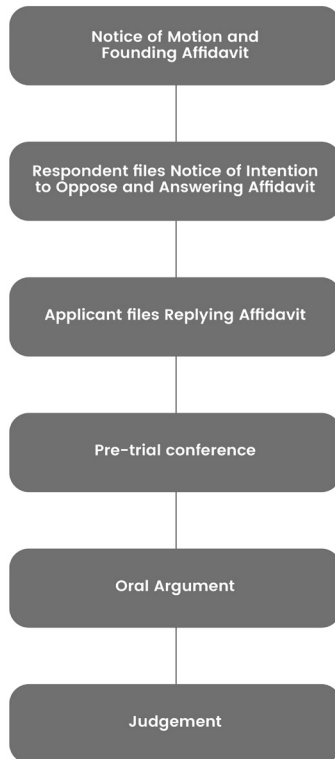 Notice of Motion and
Founding Affidavit
Respondent files Notice of Intention
to Oppose and Answering Affidavit
Applicant files Replying Affidavit
Pre-trial conference
Oral Argument
Judgement